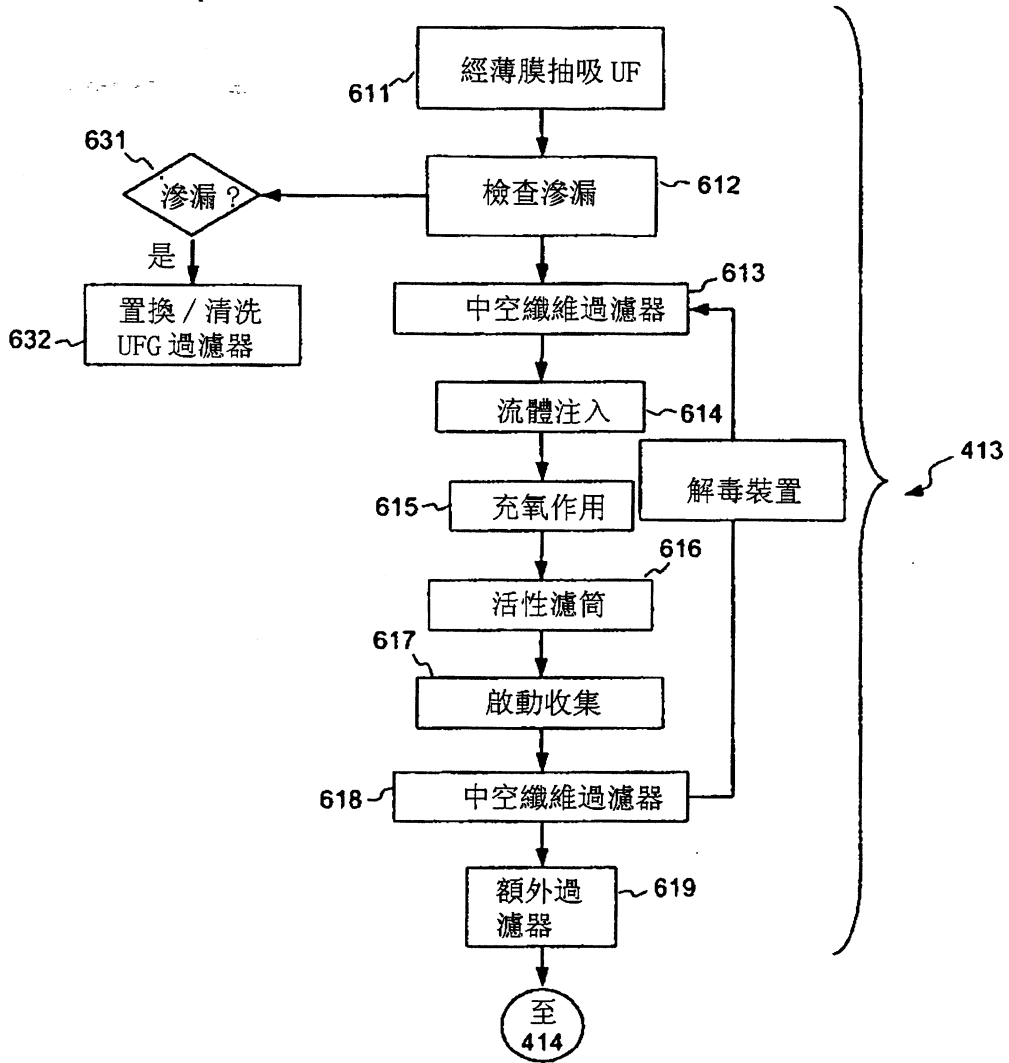 經薄膜抽吸 UF
611
631
滲漏？
檢查滲漏
612
是
613
置換／清洗
UFG 過濾器
632
中空纖維過濾器
流體注入
614
解毒裝置
413
615
充氧作用
616
活性濾筒
617
啟動收集
618
中空纖維過濾器
額外過
濾器
619
至
414